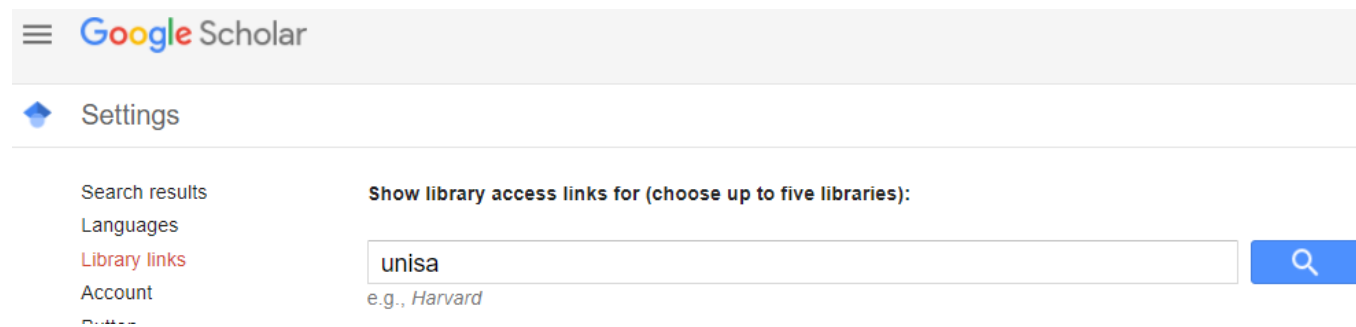 Google Scholar
Settings
Search results
Languages
Library links
Account
Button
Show library access links for (choose up to five libraries):
unisa
e.g., Harvard